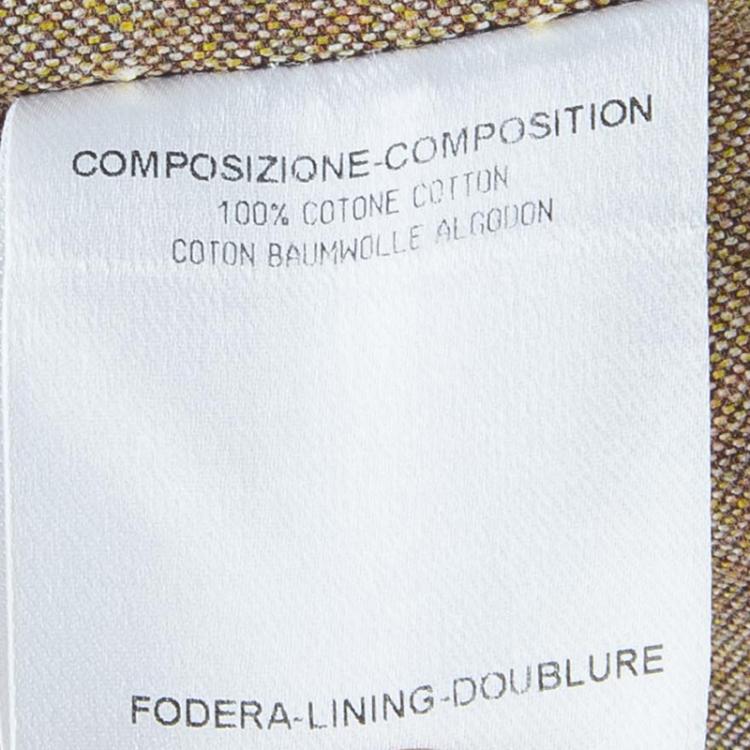 COMPOSIZIONE-COMPOSITION
100% COTONE COTTON
COTON BAUMWOLLE ALGODON
FODERA-LINING-DOUBLURE